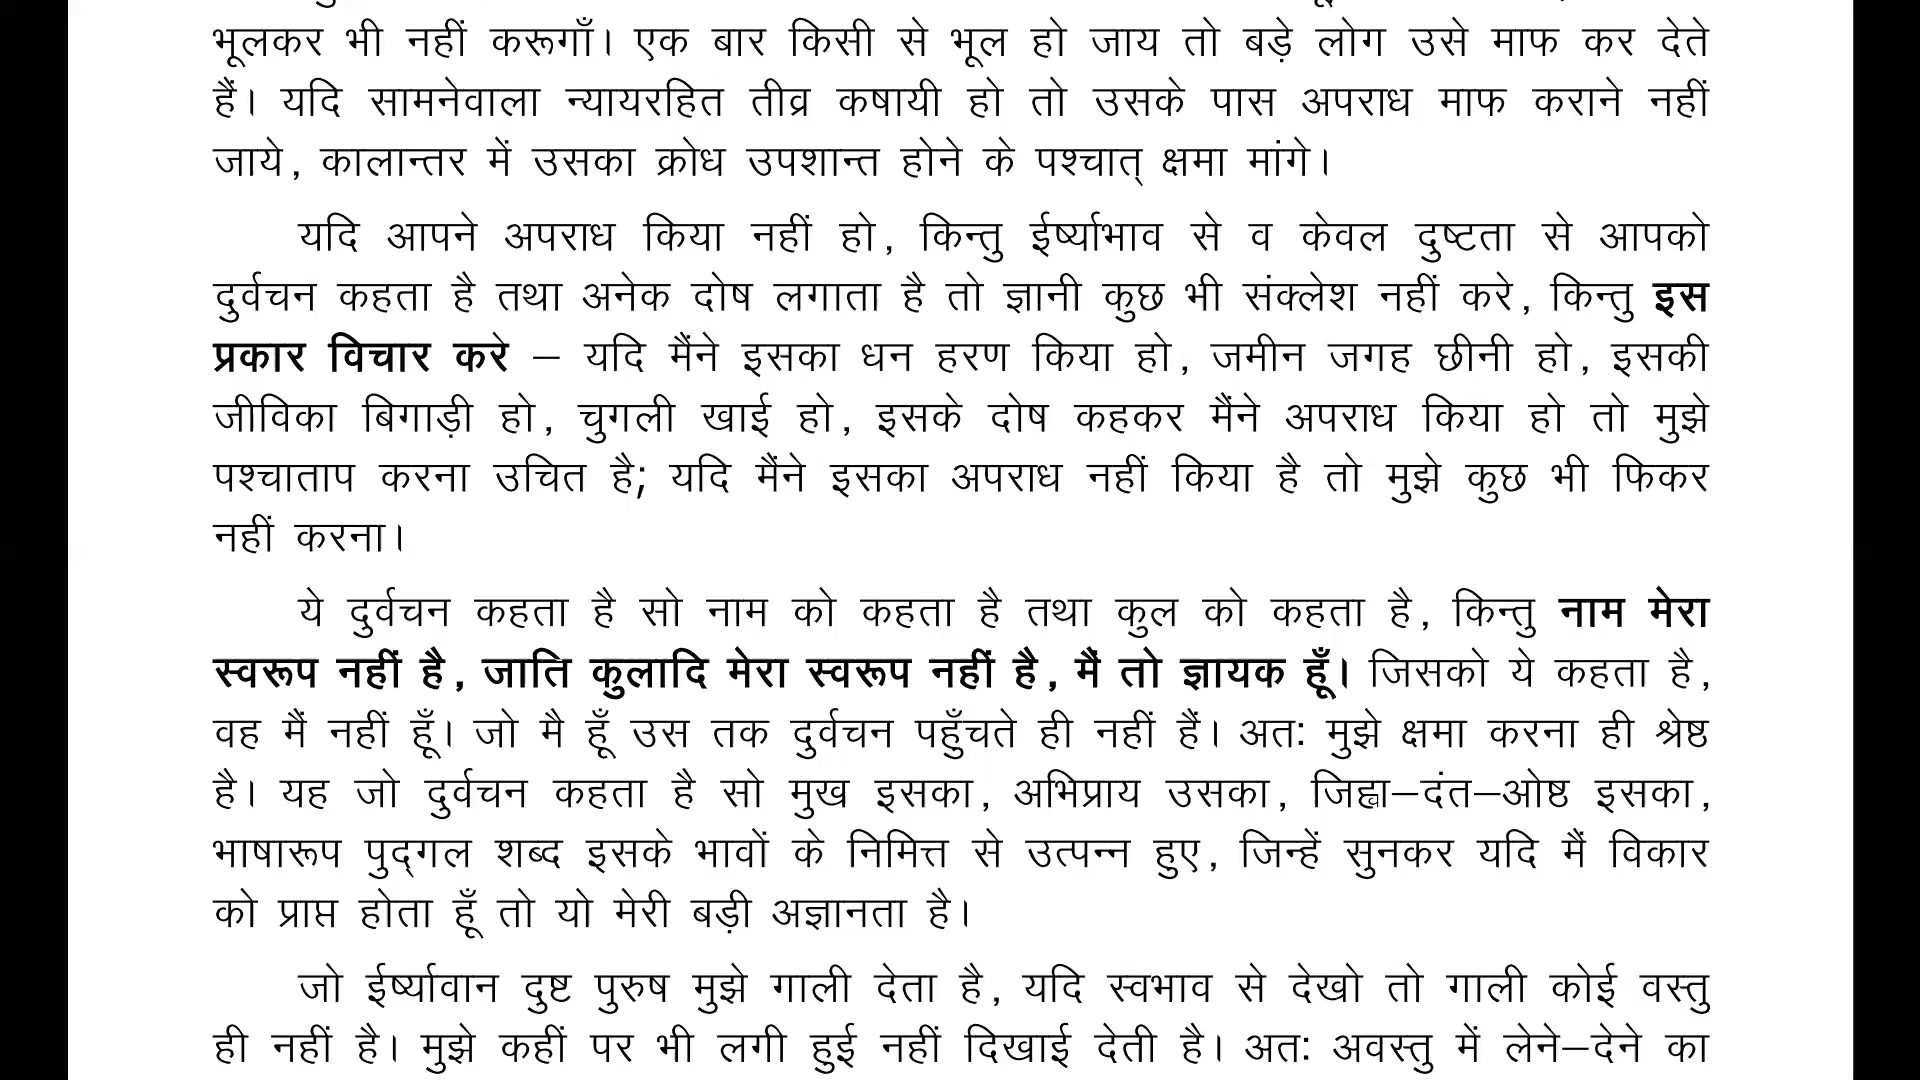 भूलकर भी नहीं करूगाँ। एक बार किसी से भूल हो जाय तो बड़े लोग उसे माफ कर देते
हैं। यदि सामनेवाला न्यायरहित तीव्र कषायी हो तो उसके पास अपराध माफ कराने नहीं
जाये, कालान्तर में उसका क्रोध उपशान्त होने के पश्चात् क्षमा मांगे।
यदि आपने अपराध किया नहीं हो, किन्तु ईर्ष्याभाव से व केवल दुष्टता से आपको
दुर्वचन कहता है तथा अनेक दोष लगाता है तो ज्ञानी कुछ भी संक्लेश नहीं करे, किन्तु इस
प्रकार विचार करे – यदि मैंने इसका धन हरण किया हो, जमीन जगह छीनी हो, इसकी
जीविका बिगाड़ी हो, चुगली खाई हो, इसके दोष कहकर मैंने अपराध किया हो तो मुझे
पश्चाताप करना उचित है; यदि मैंने इसका अपराध नहीं किया है तो मुझे कुछ भी फिकर
नहीं करना।
ये दुर्वचन कहता है सो नाम को कहता है तथा कुल को कहता है, किन्तु नाम मेरा
स्वरूप नहीं है, जाति कुलादि मेरा स्वरूप नहीं है, मैं तो ज्ञायक हूँ। जिसको ये कहता है,
वह मैं नहीं हूँ। जो मै हूँ उस तक दुर्वचन पहुँचते ही नहीं हैं। अतः मुझे क्षमा करना ही श्रेष्ठ
है। यह जो दुर्वचन कहता है सो मुख इसका, अभिप्राय उसका, जिह्वा–दंत–ओष्ठ इसका,
भाषारूप पुद्‌गल शब्द इसके भावों के निमित्त से उत्पन्न हुए, जिन्हें सुनकर यदि मैं विकार
को प्राप्त होता हूँ तो यो मेरी बड़ी अज्ञानता है।
जो ईर्ष्यावान दुष्ट पुरुष मुझे गाली देता है, यदि स्वभाव से देखो तो गाली कोई वस्तु
ही नहीं है। मुझे कहीं पर भी लगी हुई नहीं दिखाई देती है। अतः अवस्तु में लेने–देने का